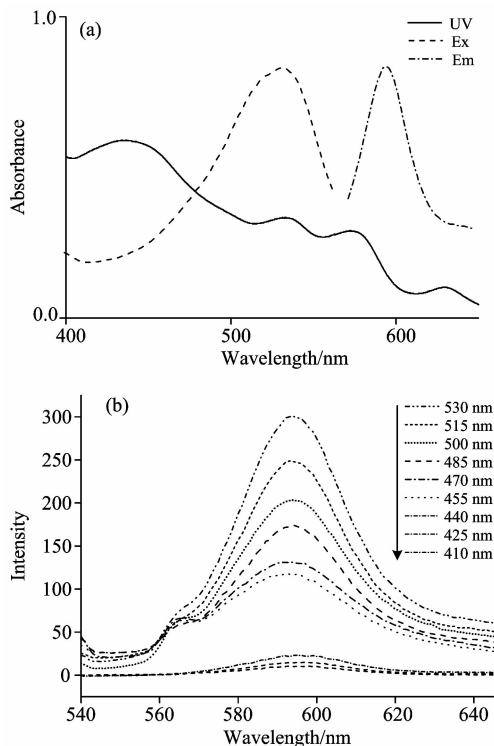 (a)
UV
Ex
Em
1.0
0.0
Absorbance
400
500
600
Wavelength/nm
(b)
530 nm
515 nm
500 nm
485 nm
470 nm
455 nm
440 nm
425 nm
410 nm
300
250
200
150
100
50
0
Intensity
540
560
580
600
620
640
Wavelength/nm